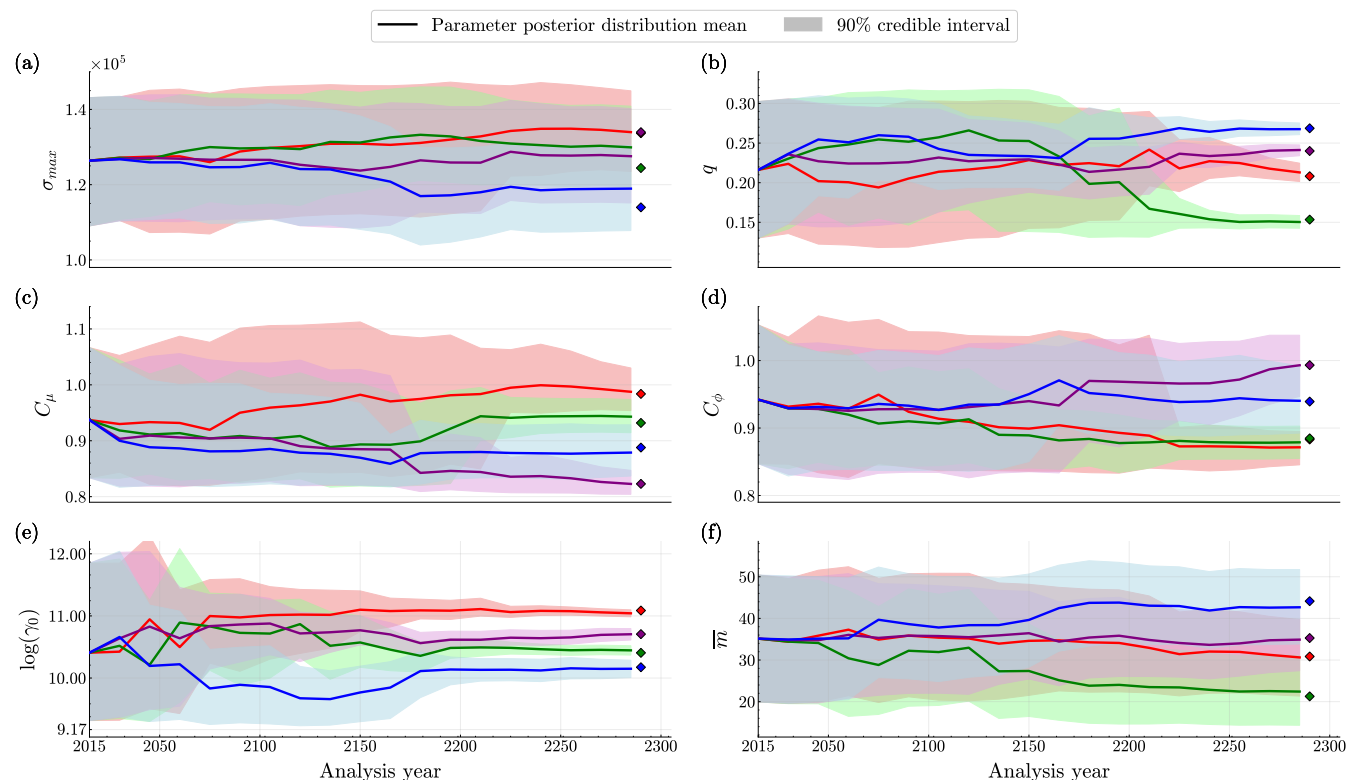 Parameter posterior distribution mean 90% credible interval
(a) (b)
×10⁵
1.4
1.2
1.0
σmax
0.30
0.25
0.20
0.15
q
(c) (d)
1.1
1.0
0.9
0.8
Cμ
1.0
0.9
0.8
Cϕ
(e) (f)
12.00
11.00
10.00
9.17
log(γ0)
50
40
30
20
m̅
2015 2050 2100 2150 2200 2250 2300
2015 2050 2100 2150 2200 2250 2300
Analysis year Analysis year